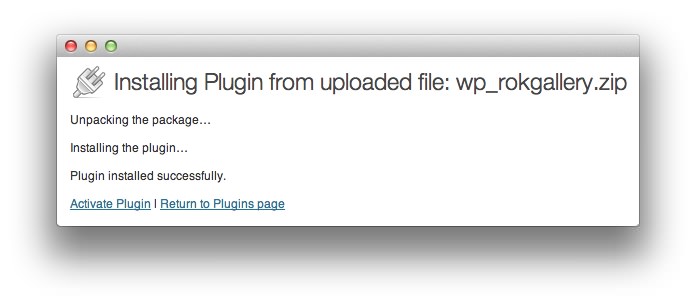 Installing Plugin from uploaded file: wp_rokgallery.zip
Unpacking the package…
Installing the plugin…
Plugin installed successfully.
Activate Plugin | Return to Plugins page